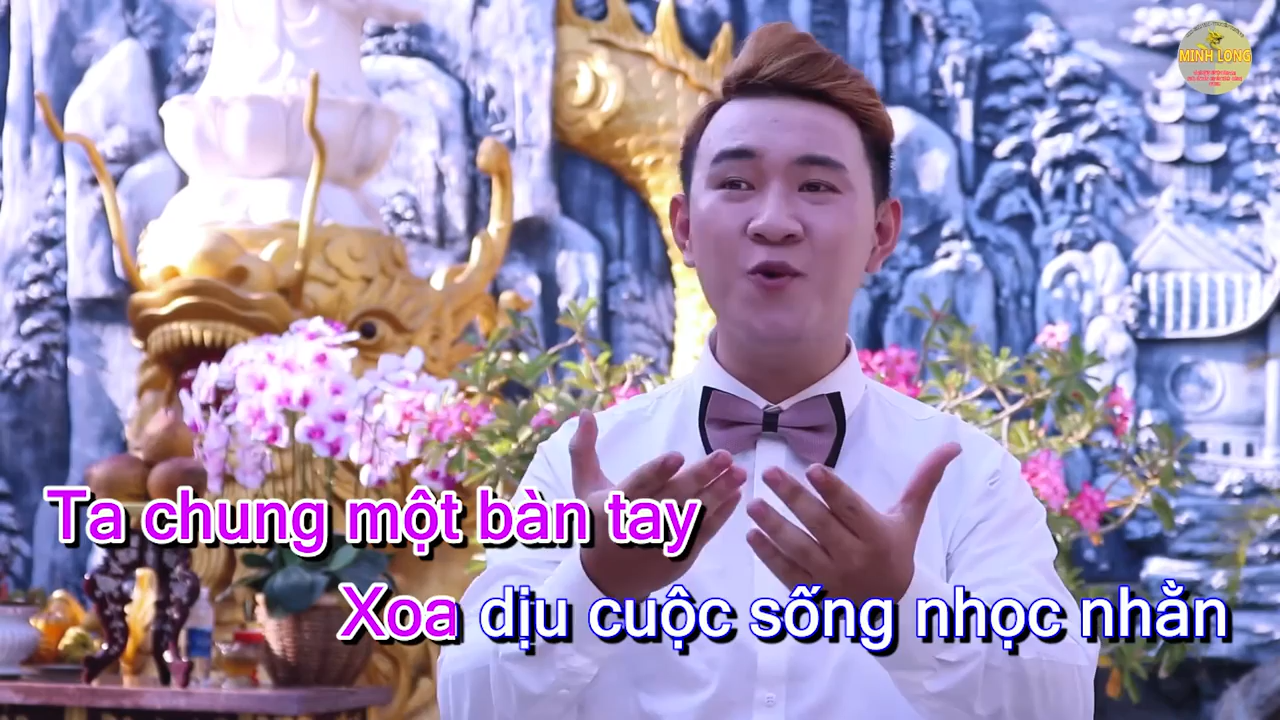 MINH LONG
Ta chung một bàn tay
Xoa dịu cuộc sống nhọc nhằn